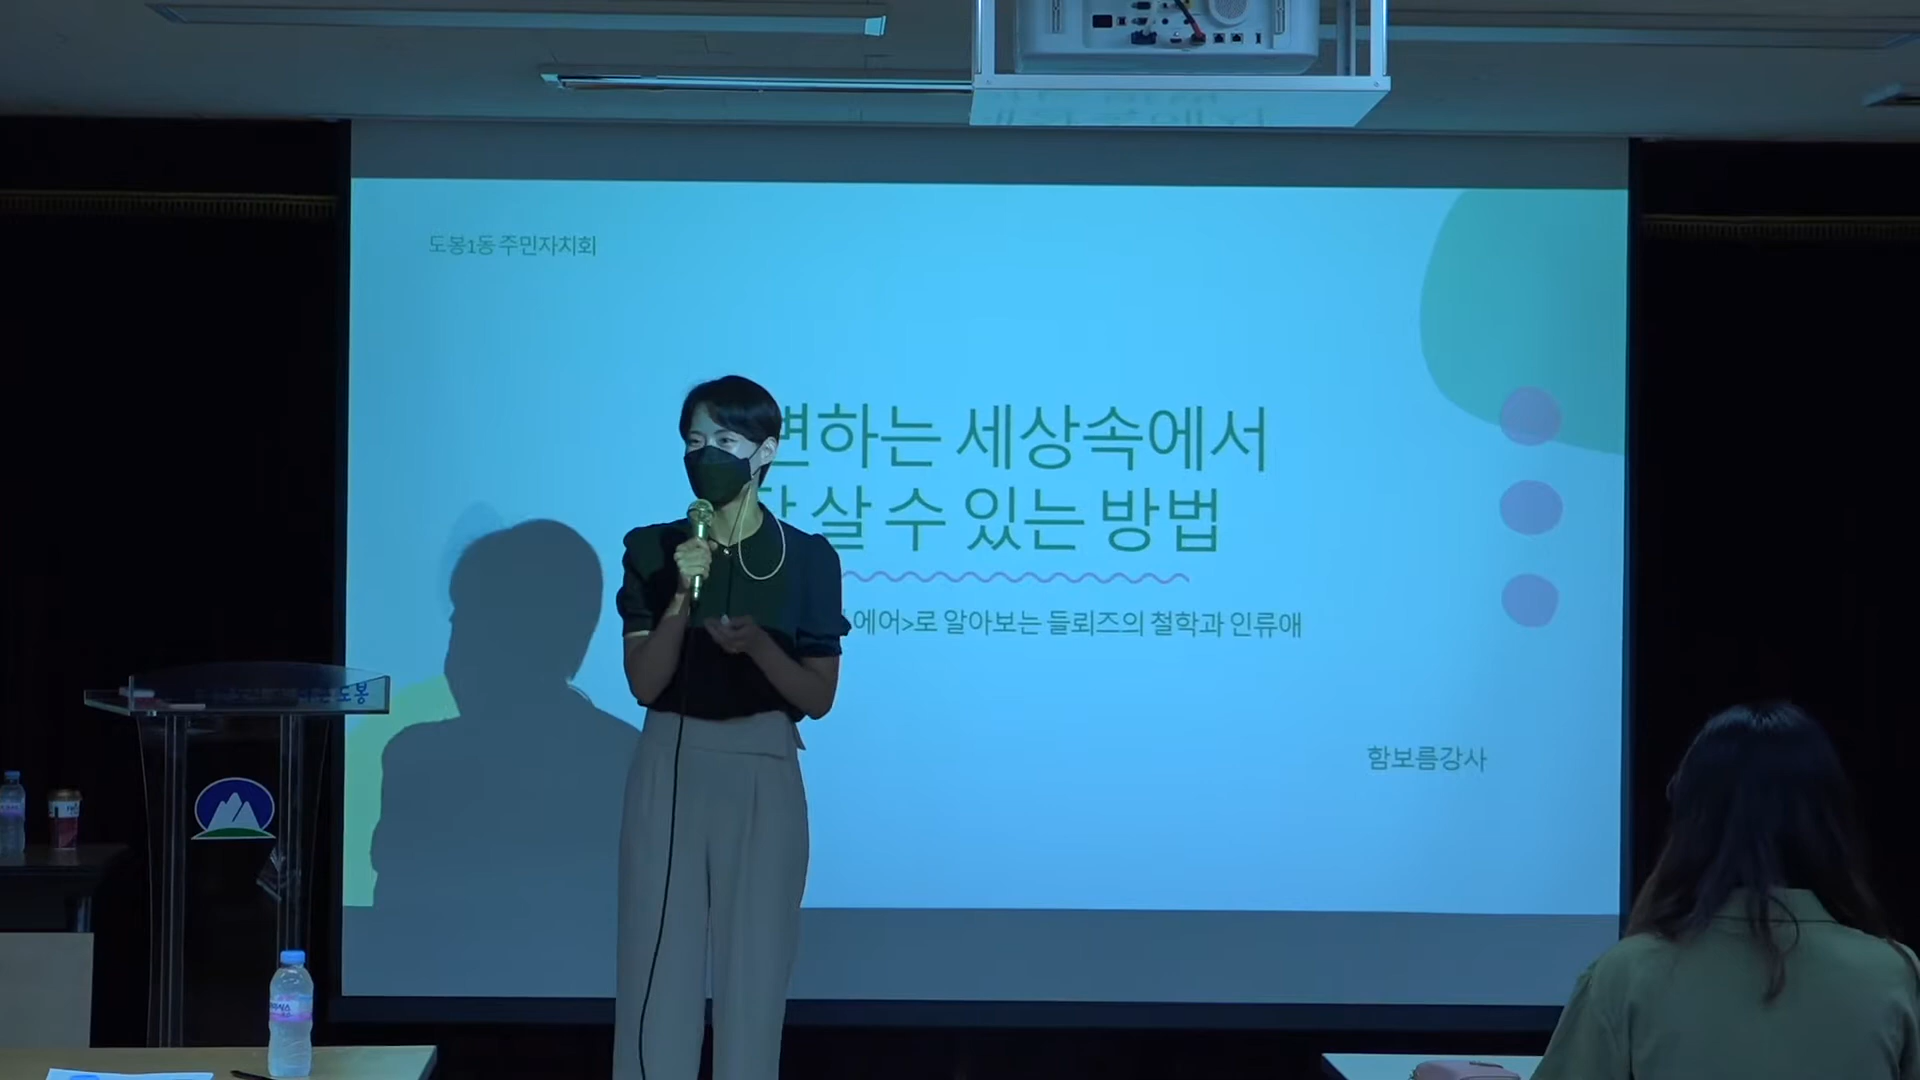 도봉1동 주민자치회
변하는 세상속에서
살 수 있는 방법
에어>로 알아보는 들뢰즈의 철학과 인류애
함보름강사
도봉